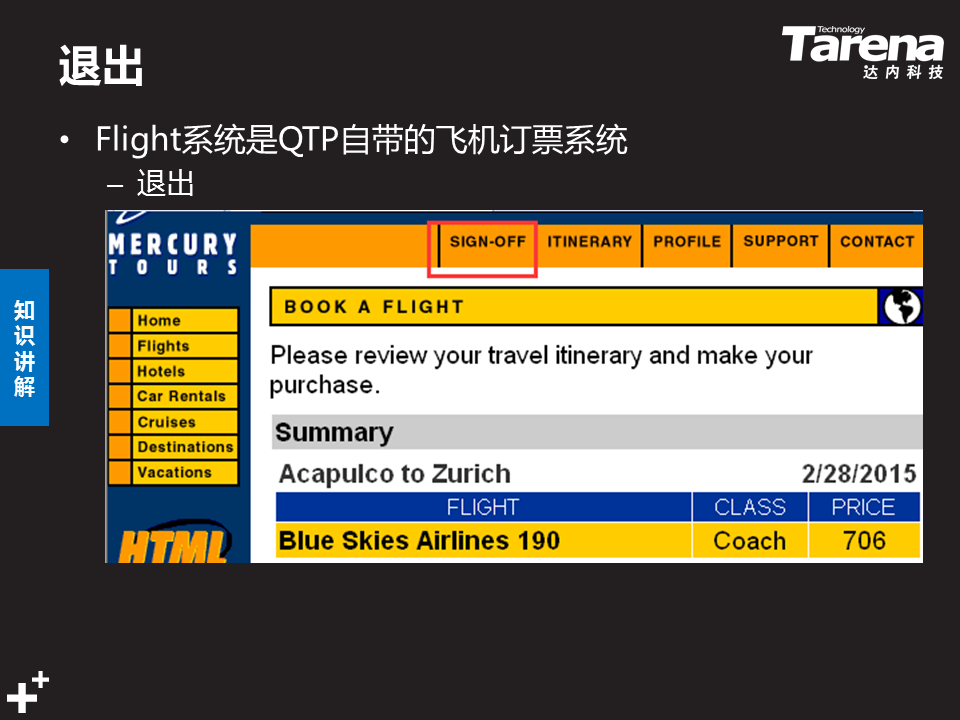 退出
Technology
Tarena
达内科技
• Flight系统是QTP自带的飞机订票系统
– 退出
知识讲解
MERCURY
TOURS
SIGN-OFF
ITINERARY
PROFILE
SUPPORT
CONTACT
Home
Flights
Hotels
Car Rentals
Cruises
Destinations
Vacations
HTML
BOOK A FLIGHT
Please review your travel itinerary and make your
purchase.
Summary
Acapulco to Zurich 2/28/2015
FLIGHT CLASS PRICE
Blue Skies Airlines 190 Coach 706